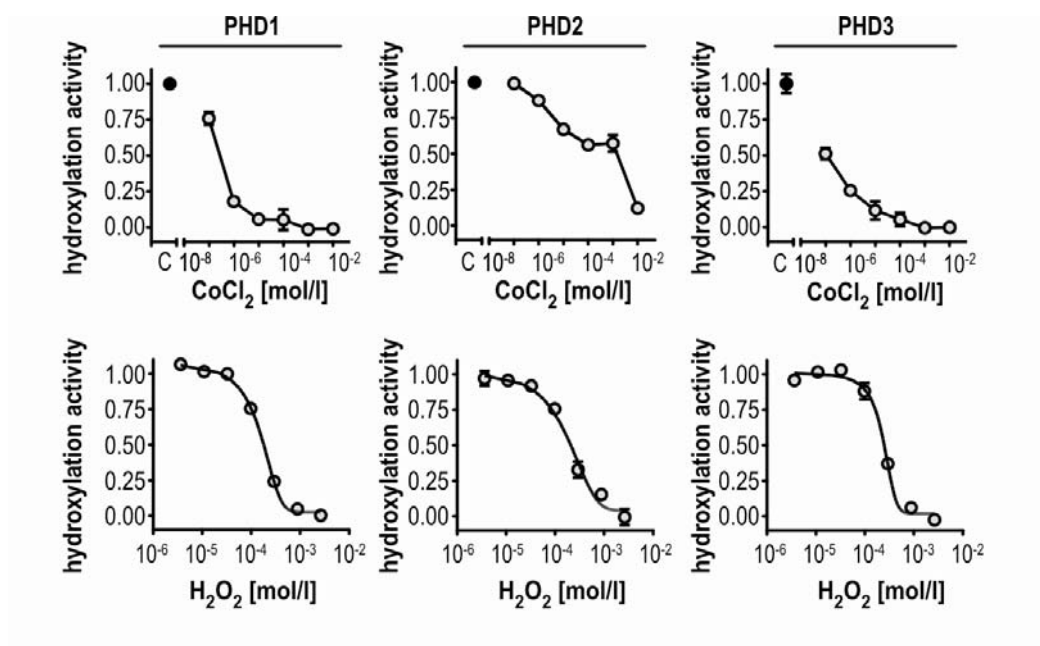 PHD1 PHD2 PHD3
hydroxylation activity
1.00
0.75
0.50
0.25
0.00
C 10⁻⁸ 10⁻⁶ 10⁻⁴ 10⁻²
CoCl₂ [mol/l]
hydroxylation activity
1.00
0.75
0.50
0.25
0.00
C 10⁻⁸ 10⁻⁶ 10⁻⁴ 10⁻²
CoCl₂ [mol/l]
hydroxylation activity
1.00
0.75
0.50
0.25
0.00
C 10⁻⁸ 10⁻⁶ 10⁻⁴ 10⁻²
CoCl₂ [mol/l]
hydroxylation activity
1.00
0.75
0.50
0.25
0.00
10⁻⁶ 10⁻⁵ 10⁻⁴ 10⁻³ 10⁻²
H₂O₂ [mol/l]
hydroxylation activity
1.00
0.75
0.50
0.25
0.00
10⁻⁶ 10⁻⁵ 10⁻⁴ 10⁻³ 10⁻²
H₂O₂ [mol/l]
hydroxylation activity
1.00
0.75
0.50
0.25
0.00
10⁻⁶ 10⁻⁵ 10⁻⁴ 10⁻³ 10⁻²
H₂O₂ [mol/l]